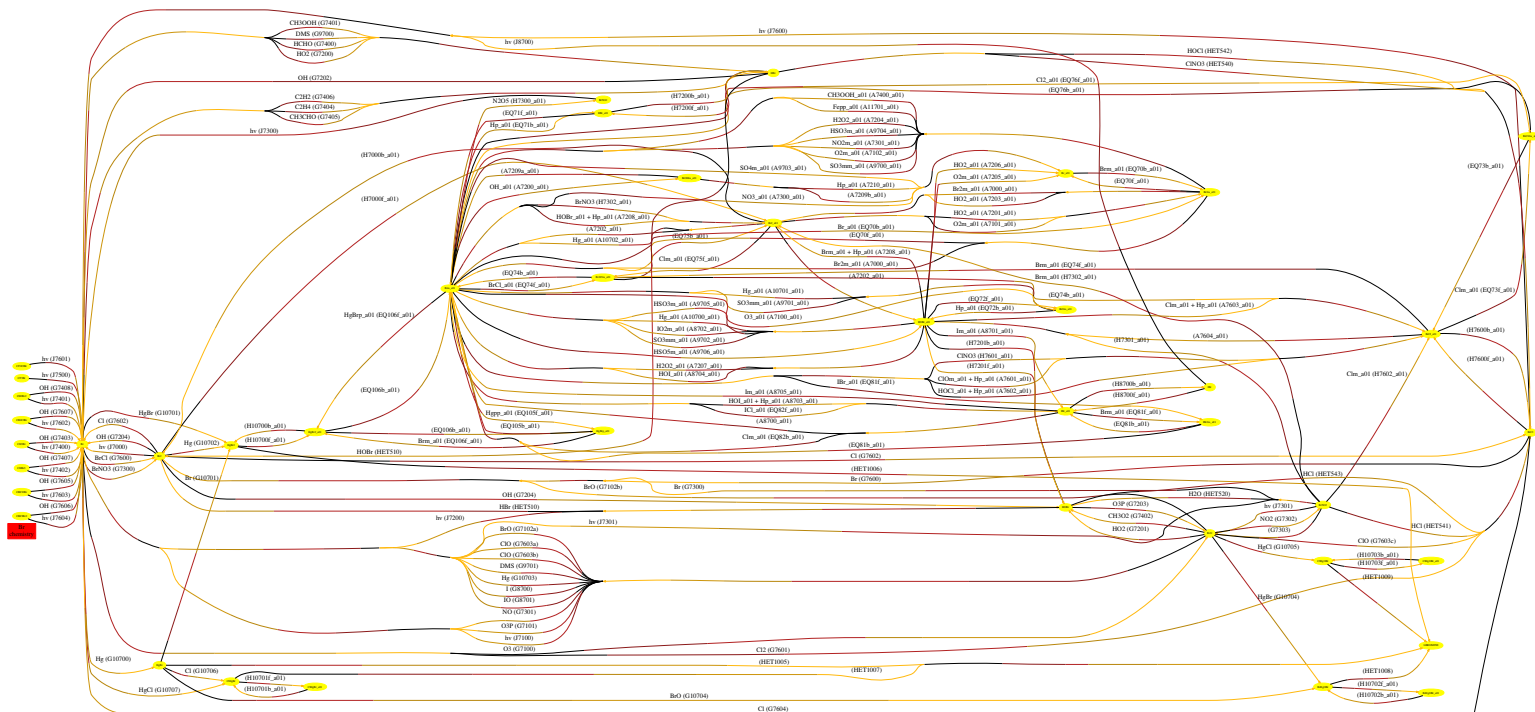 CH3OOH (G7401)
DMS (G9700)
HCHO (G7400)
HO2 (G7200)
hv (J8700)
hv (J7600)
HOCl (HET542)
ClNO3 (HET540)
OH (G7202)
Cl2_a01 (EQ76f_a01)
EQ76b_a01)
C2H2 (G7406)
C2H4 (G7404)
CH3CHO (G7405)
hv (J7300)
N2O5 (H7300_a01)
(H7200b_a01)
(EQ71f_a01)
(H7200f_a01)
Hp_a01 (EQ71b_a01)
CH3OOH_a01 (A7400_a01)
Fepp_a01 (A11701_a01)
H2O2_a01 (A7204_a01)
HSO3m_a01 (A9704_a01)
NO2m_a01 (A7301_a01)
O2m_a01 (A7102_a01)
SO3mm_a01 (A9700_a01)
(H7000b_a01)
(H7000f_a01)
(A7209a_a01)
SO4m_a01 (A9703_a01)
OH_a01 (A7200_a01)
Hp_a01 (A7210_a01)
(A7209b_a01)
NO3_a01 (A7300_a01)
HO2_a01 (A7206_a01)
O2m_a01 (A7205_a01)
Br2m_a01 (A7000_a01)
HO2_a01 (A7203_a01)
HO2_a01 (A7201_a01)
O2m_a01 (A7101_a01)
Brm_a01 (EQ70b_a01)
(EQ70f_a01)
(EQ73b_a01)
BrNO3 (H7302_a01)
HOBr_a01 + Hp_a01 (A7208_a01)
(A7202_a01)
Hg_a01 (A10702_a01)
(EQ75b_a01)
Br_a01 (EQ70b_a01)
(EQ70f_a01)
Clm_a01 (EQ75f_a01)
Brm_a01 + Hp_a01 (A7208_a01)
Br2m_a01 (A7000_a01)
(A7202_a01)
Brm_a01 (EQ74f_a01)
Brm_a01 (H7302_a01)
Clm_a01 (EQ73f_a01)
(EQ74b_a01)
BrCl_a01 (EQ74f_a01)
Hg_a01 (A10701_a01)
SO3mm_a01 (A9701_a01)
O3_a01 (A7100_a01)
HSO3m_a01 (A9705_a01)
Hg_a01 (A10700_a01)
IO2m_a01 (A8702_a01)
SO3mm_a01 (A9702_a01)
HSO5m_a01 (A9706_a01)
(EQ72f_a01)
Hp_a01 (EQ72b_a01)
(EQ74b_a01)
Clm_a01 + Hp_a01 (A7603_a01)
Im_a01 (A8701_a01)
(H7201b_a01)
(H7301_a01)
(A7604_a01)
(H7600b_a01)
(H7600f_a01)
HgBrp_a01 (EQ106f_a01)
H2O2_a01 (A7207_a01)
HOI_a01 (A8704_a01)
ClNO3 (H7601_a01)
(H7201f_a01)
ClOm_a01 + Hp_a01 (A7601_a01)
HOCl_a01 + Hp_a01 (A7602_a01)
IBr_a01 (EQ81f_a01)
Clm_a01 (H7602_a01)
(EQ106b_a01)
Im_a01 (A8705_a01)
HOI_a01 + Hp_a01 (A8703_a01)
ICl_a01 (EQ82f_a01)
(A8700_a01)
(H8700b_a01)
(H8700f_a01)
Brm_a01 (EQ81f_a01)
(EQ81b_a01)
Hgpp_a01 (EQ105f_a01)
(EQ105b_a01)
(EQ106b_a01)
Brm_a01 (EQ106f_a01)
Clm_a01 (EQ82b_a01)
(EQ81b_a01)
HOBr (HET510)
Cl (G7602)
(HET1006)
hv (J7601)
hv (J7500)
OH (G7408)
hv (J7401)
OH (G7607)
hv (J7602)
OH (G7403)
hv (J7400)
OH (G7407)
hv (J7402)
OH (G7605)
hv (J7603)
OH (G7606)
hv (J7604)
HgBr (G10701)
Cl (G7602)
OH (G7204)
hv (J7000)
BrCl (G7600)
BrNO3 (G7300)
Hg (G10702)
(H10700b_a01)
(H10700f_a01)
Br (G10701)
BrO (G7102b)
Br (G7300)
Br (G7600)
OH (G7204)
HBr (HET510)
hv (J7200)
hv (J7301)
H2O (HET520)
HCl (HET543)
HCl (HET541)
O3P (G7203)
CH3O2 (G7402)
HO2 (G7201)
hv (J7301)
NO2 (G7302)
(G7303)
ClO (G7603c)
BrO (G7102a)
ClO (G7603a)
ClO (G7603b)
DMS (G9701)
Hg (G10703)
I (G8700)
IO (G8701)
NO (G7301)
O3P (G7101)
hv (J7100)
O3 (G7100)
HgCl (G10705)
(H10703b_a01)
(H10703f_a01)
(HET1009)
HgBr (G10704)
Cl2 (G7601)
Hg (G10700)
Cl (G10706)
HgCl (G10707)
(H10701f_a01)
(H10701b_a01)
(HET1005)
(HET1007)
(HET1008)
(H10702f_a01)
(H10702b_a01)
BrO (G10704)
Cl (G7604)